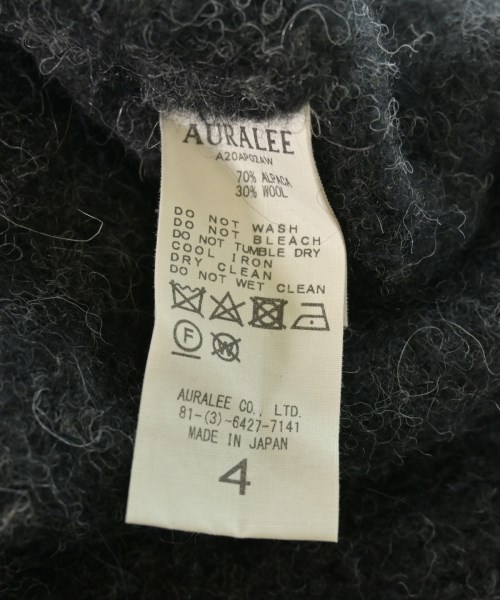 AURALEE
A20AP02AW
70% ALPACA
30% WOOL
DO NOT WASH
DO NOT BLEACH
DO NOT TUMBLE DRY
COOL IRON
DRY CLEAN
DO NOT WET CLEAN
F W
AURALEE CO., LTD.
81-(3)-6427-7141
MADE IN JAPAN
4